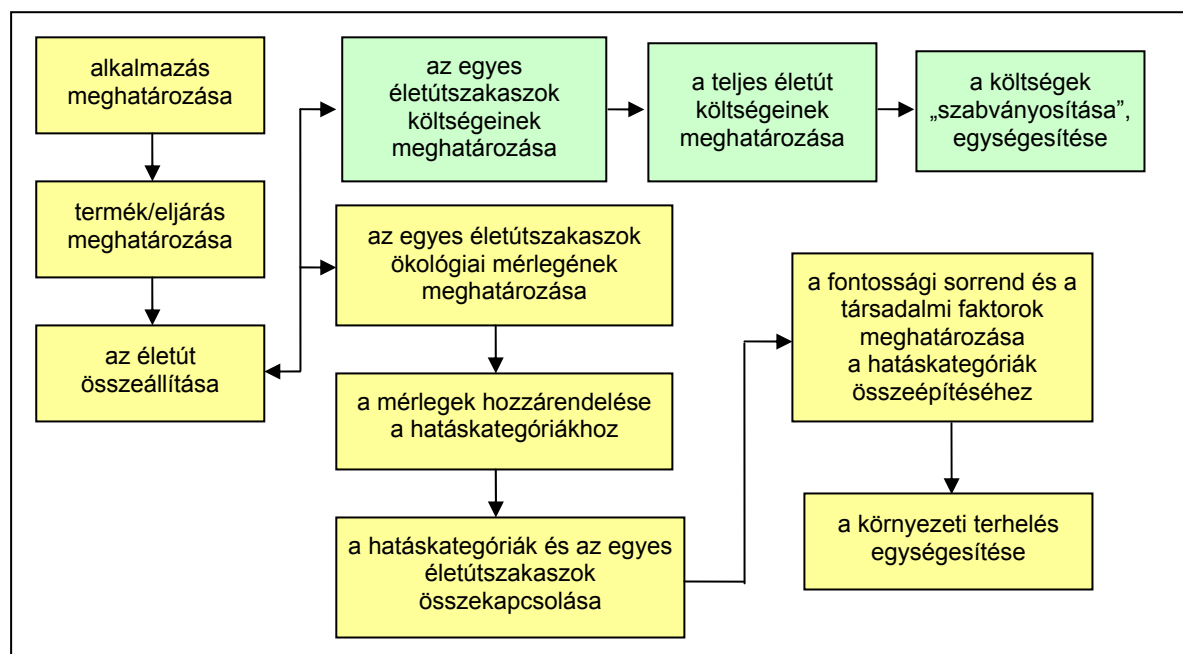 alkalmazás
meghatározása
termék/eljárás
meghatározása
az életút
összeállítása
az egyes
életútszakaszok
költségeinek
meghatározása
a teljes életút
költségeinek
meghatározása
a költségek
„szabványosítása”,
egységesítése
az egyes életútszakaszok
ökológiai mérlegének
meghatározása
a mérlegek hozzárendelése
a hatáskategóriákhoz
a hatáskategóriák és az egyes
életútszakaszok
összekapcsolása
a fontossági sorrend és a
társadalmi faktorok
meghatározása
a hatáskategóriák
összeépítéséhez
a környezeti terhelés
egységesítése